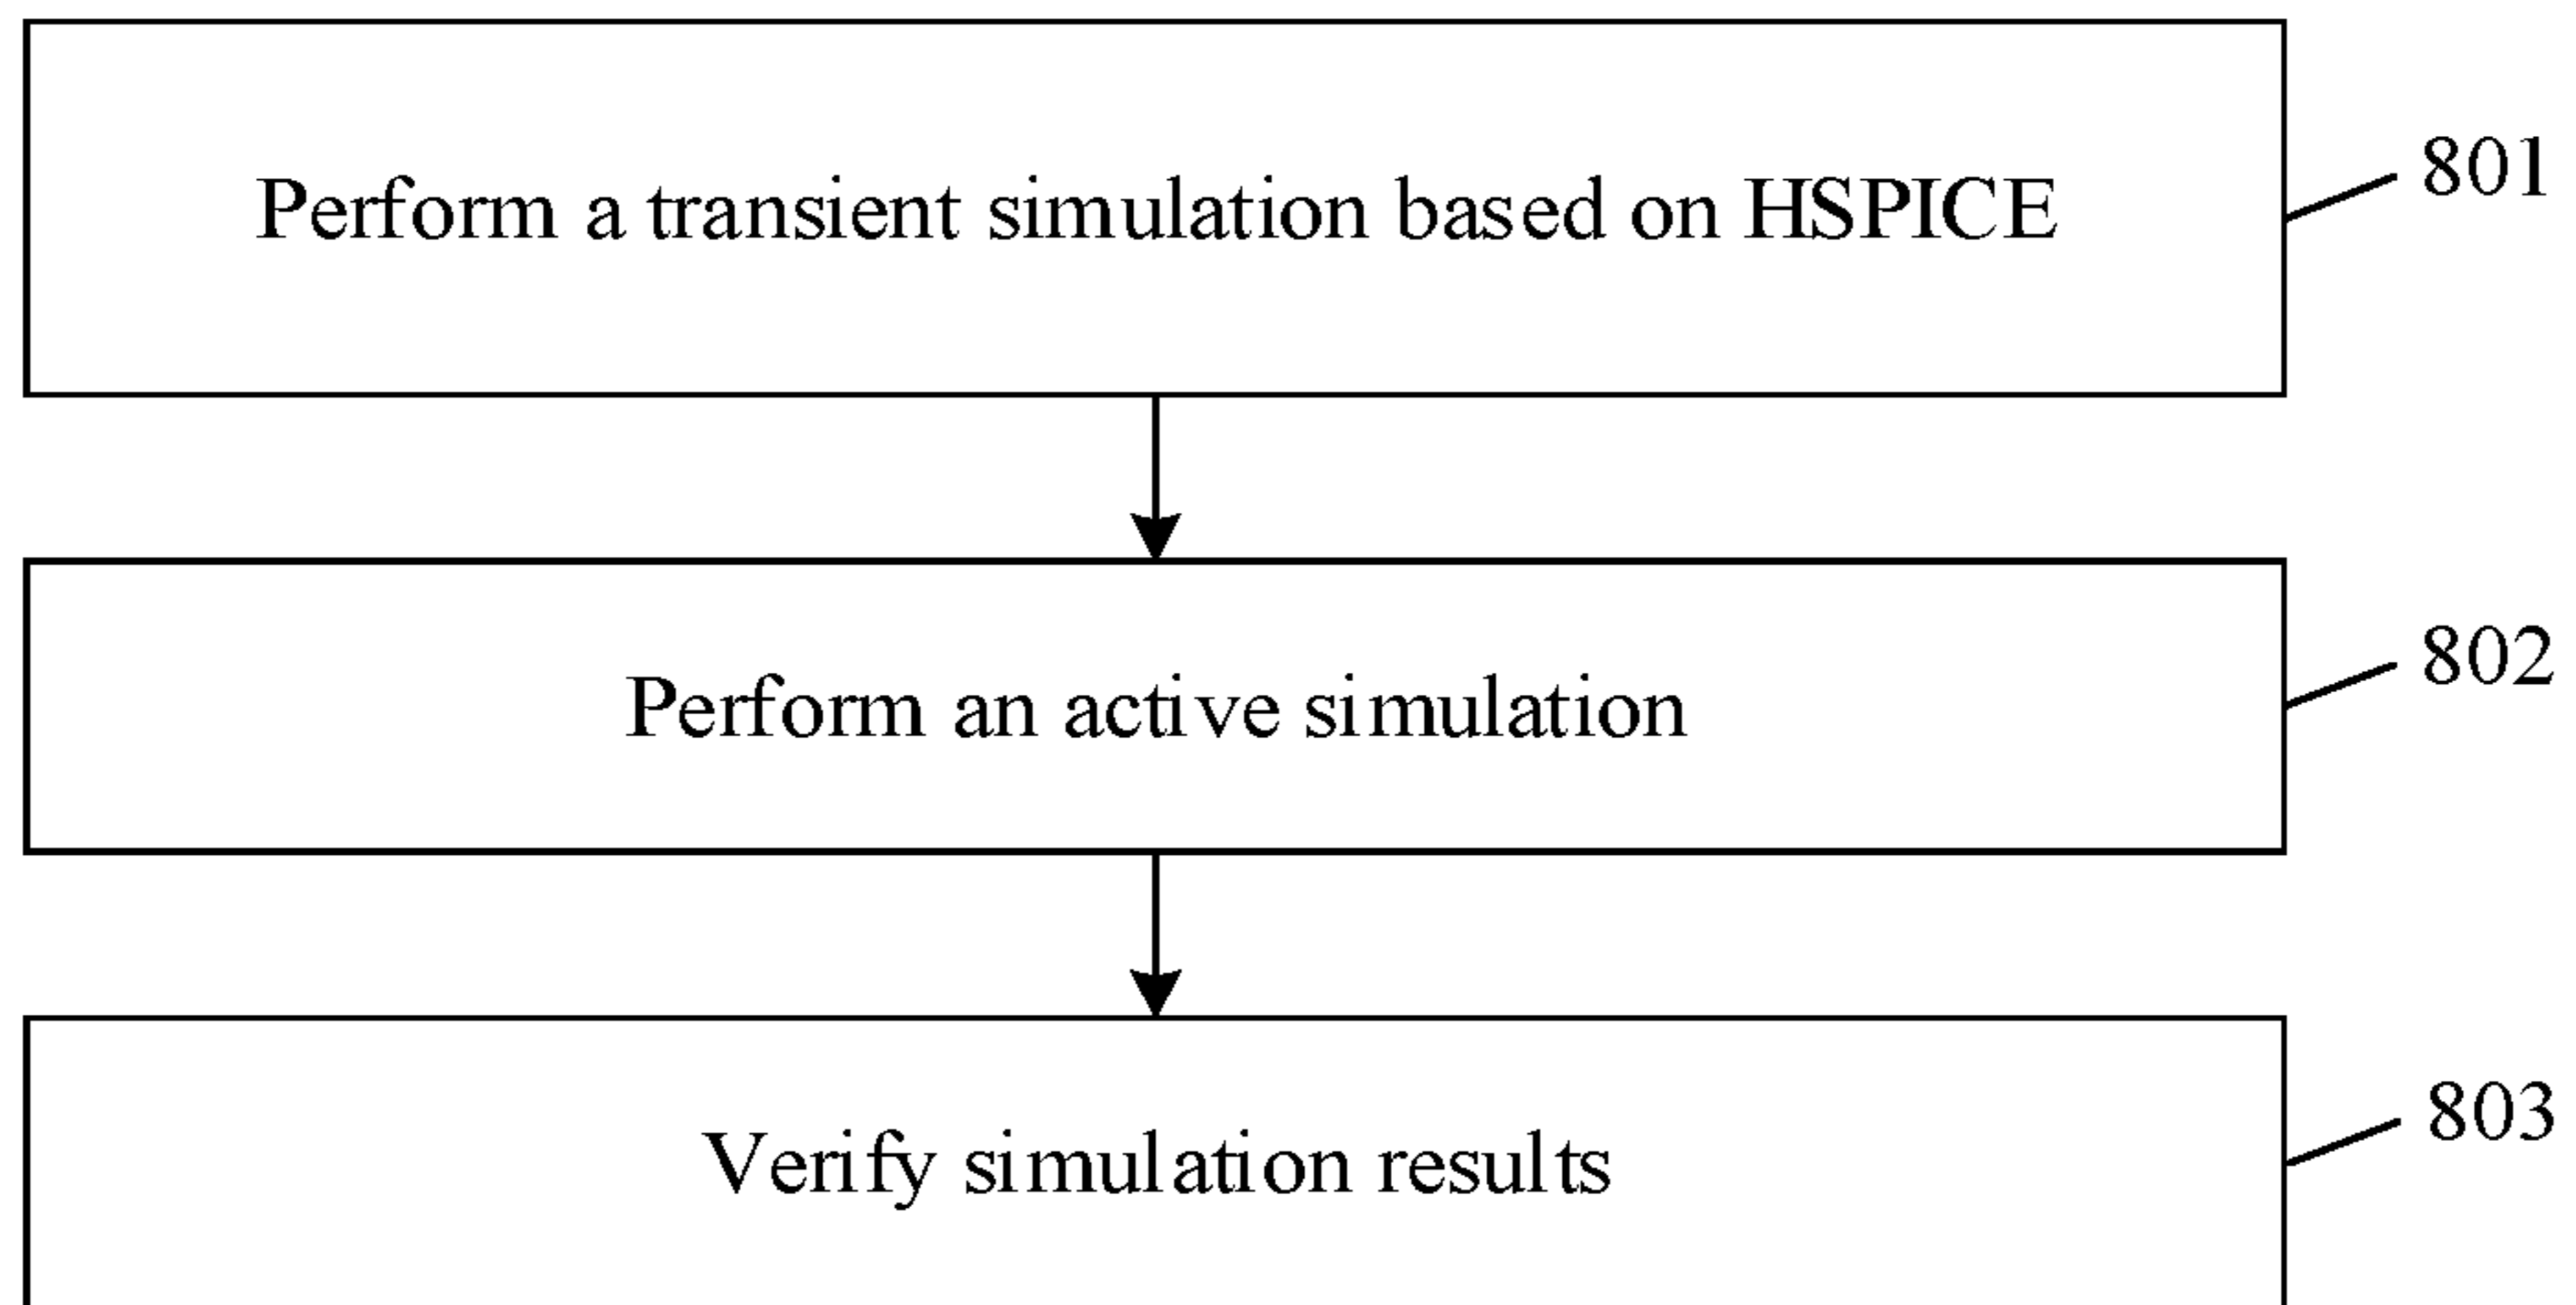 Perform a transient simulation based on HSPICE
801
Perform an active simulation
802
Verify simulation results
803